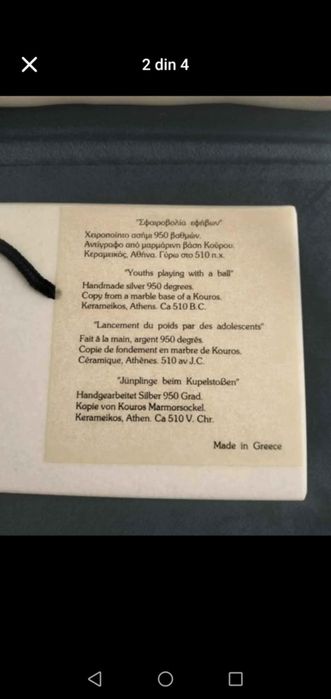 2 din 4
"Σφαιροβολία εφήβων"
Χειροποίητο ασήμι 950 βαθμών.
Αντίγραφο από μαρμάρινη βάση Κούρου.
Κεραμεικός, Αθήνα. Γύρω στο 510 π.χ.
"Youths playing with a ball"
Handmade silver 950 degrees.
Copy from a marble base of a Kouros.
Kerameikos, Athens. Ca 510 B.C.
"Lancement du poids par des adolescents"
Fait à la main, argent 950 degrés.
Copie de fondement en marbre de Kouros.
Céramique, Athènes. 510 av J.C.
"Jünplinge beim Kupelstoßen"
Handgearbeitet Silber 950 Grad.
Kopie von Kouros Marmorsockel.
Kerameikos, Athen. Ca 510 V. Chr.
Made in Greece